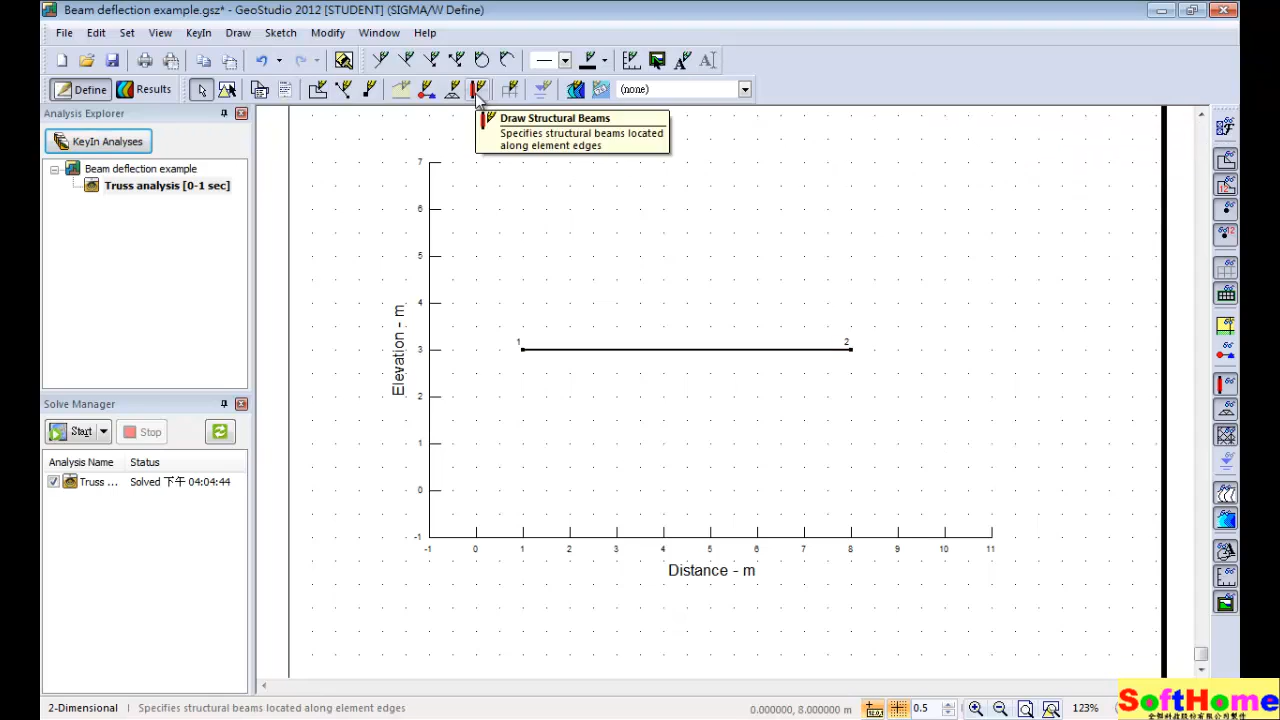 Beam deflection example.gsz* - GeoStudio 2012 [STUDENT] (SIGMA/W Define)
File Edit Set View KeyIn Draw Sketch Modify Window Help
Define Results (none)
Analysis Explorer
Draw Structural Beams
Specifies structural beams located
along element edges
KeyIn Analyses
Beam deflection example
Truss analysis [0-1 sec]
7
6
5
4
3
2
1
0
-1
Elevation - m
1 2
-1 0 1 2 3 4 5 6 7 8 9 10 11
Distance - m
Solve Manager
Start Stop
Analysis Name Status
Truss ... Solved 下午 04:04:44
2-Dimensional Specifies structural beams located along element edges 0.000000, 8.000000 m 0.5 123%
SoftHome